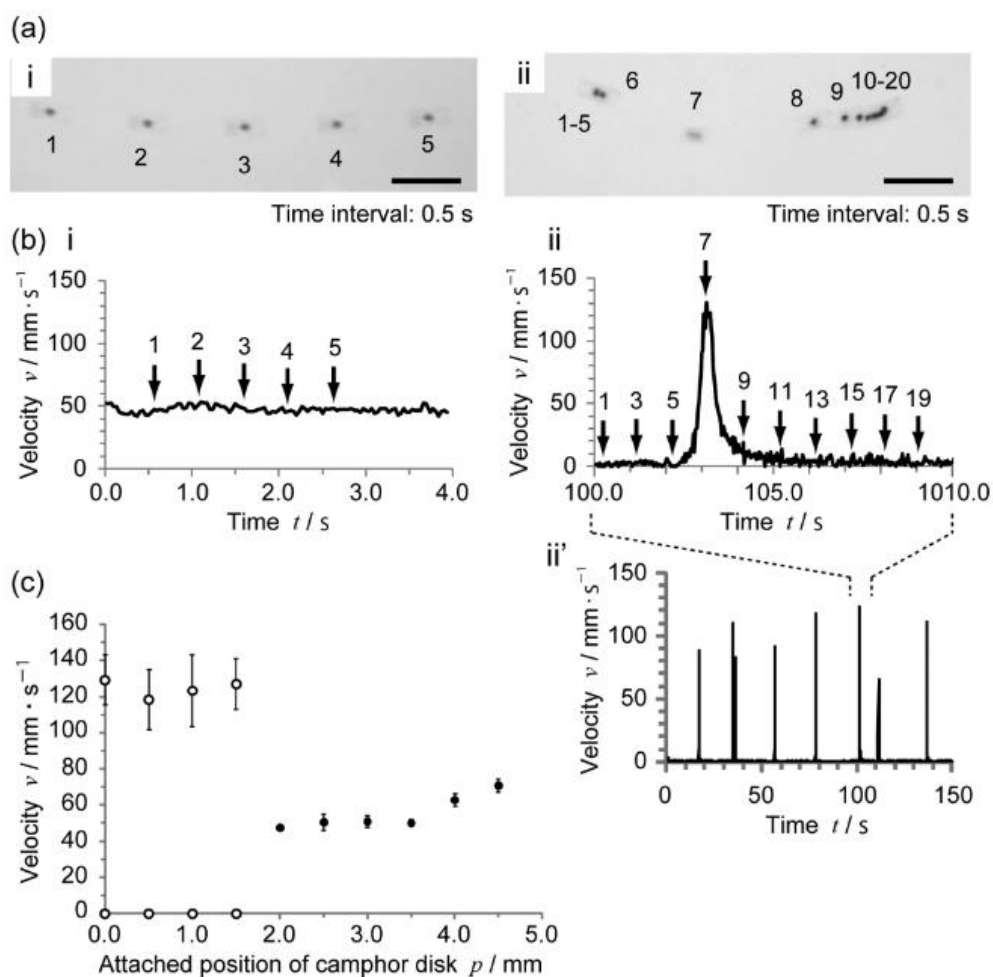 (a)
i
1
2
3
4
5
Time interval: 0.5 s
ii
1-5
6
7
8
9
10-20
Time interval: 0.5 s
(b) i
Velocity v / mm · s⁻¹
150
100
50
0
1
2
3
4
5
0.0 1.0 2.0 3.0 4.0
Time t / s
ii
Velocity v / mm · s⁻¹
150
100
50
0
1
3
5
7
9
11
13
15
17
19
100.0 105.0 1010.0
Time t / s
ii'
Velocity v / mm · s⁻¹
150
100
50
0
0 50 100 150
Time t / s
(c)
Velocity v / mm · s⁻¹
160
140
120
100
80
60
40
20
0
0.0 1.0 2.0 3.0 4.0 5.0
Attached position of camphor disk p / mm